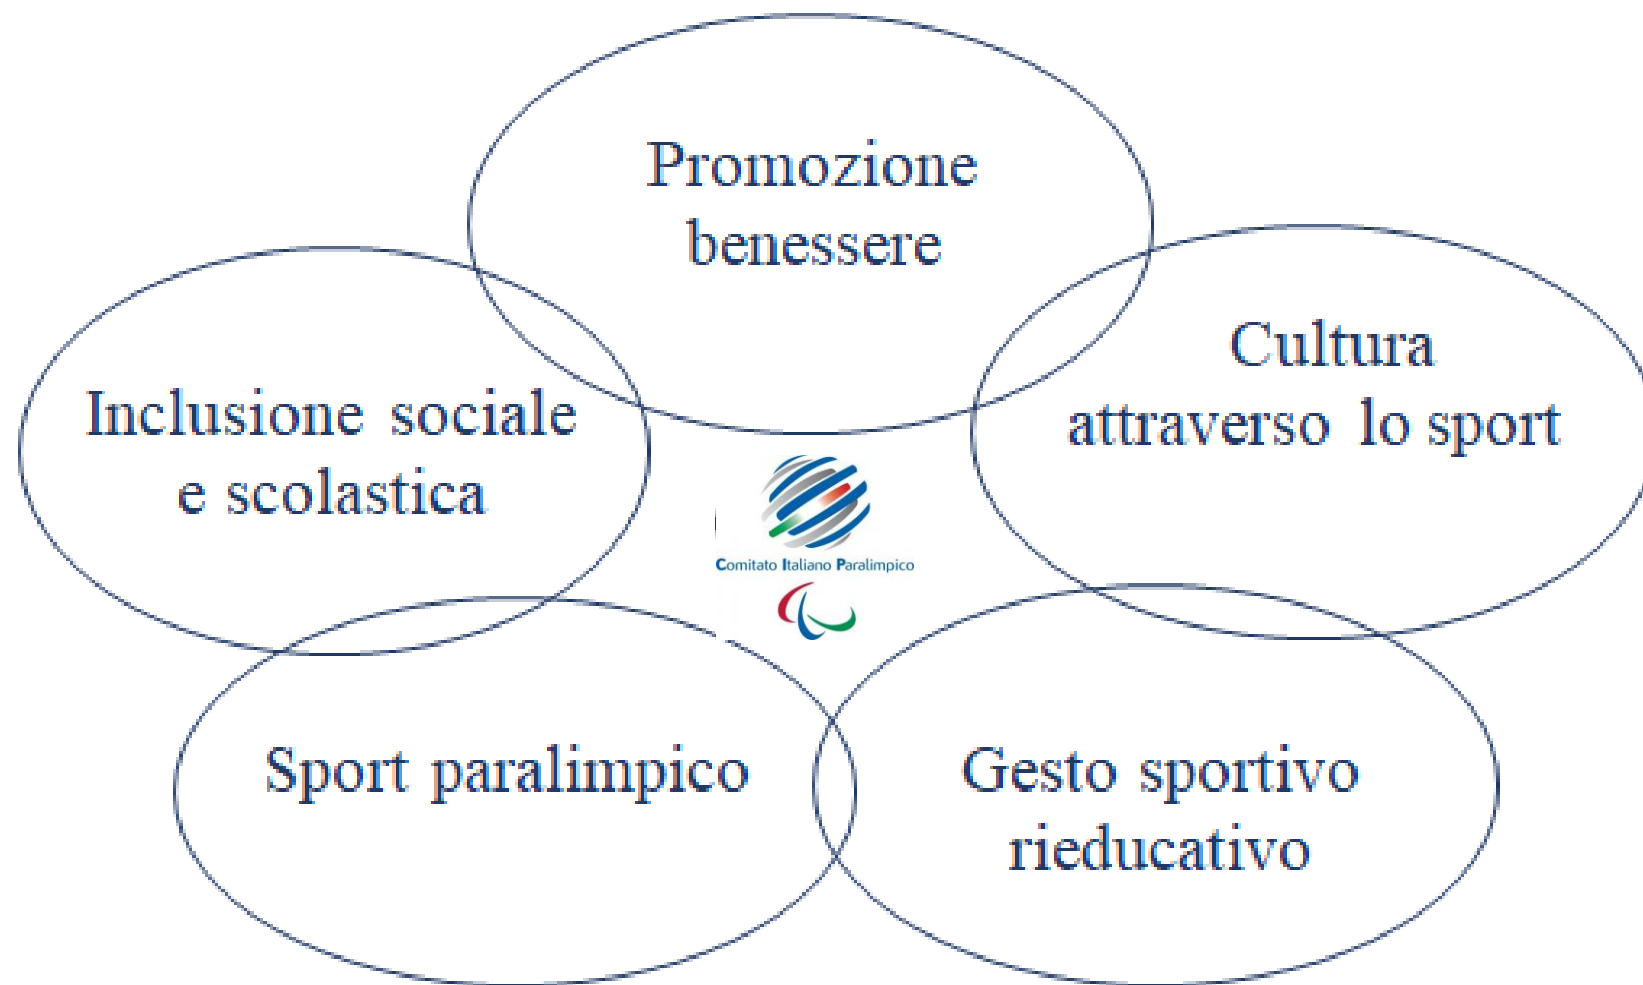 Promozione
benessere
Cultura
attraverso lo sport
Inclusione sociale
e scolastica
Comitato Italiano Paralimpico
Sport paralimpico
Gesto sportivo
rieducativo